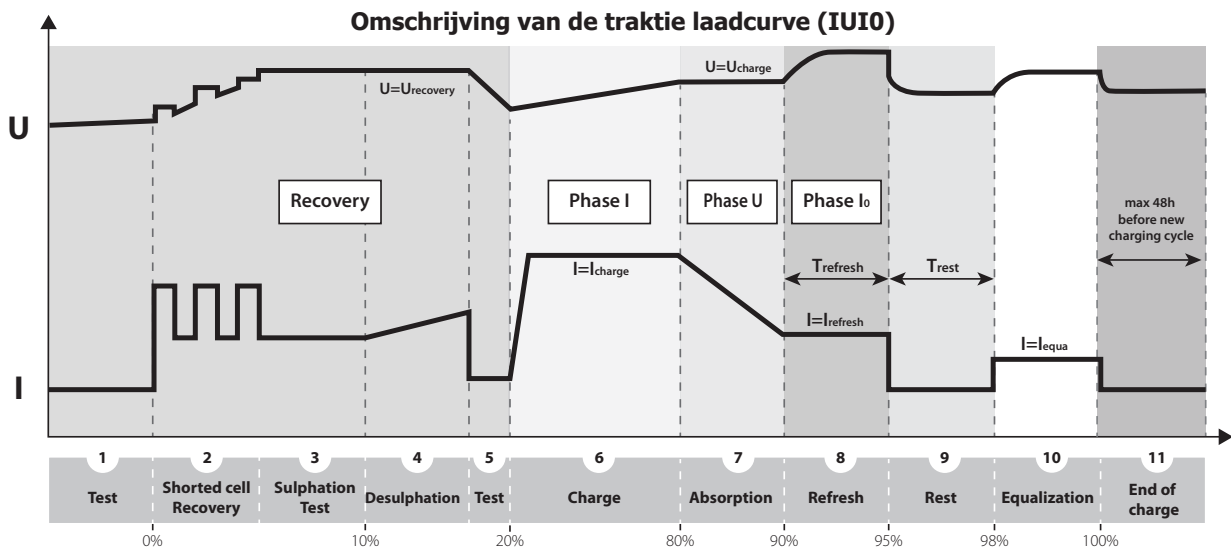 Omschrijving van de traktie laadcurve (IUI0)
U
U=Urecovery
U=Ucharge
Recovery
Phase I
Phase U
Phase I0
max 48h
before new
charging cycle
I=Icharge
Trefresh
Trest
I=Irefresh
I=Iequa
I
1
2
3
4
5
6
7
8
9
10
11
Test
Shorted cell
Recovery
Sulphation
Test
Desulphation
Test
Charge
Absorption
Refresh
Rest
Equalization
End of
charge
0%
10%
20%
80%
90%
95%
98%
100%